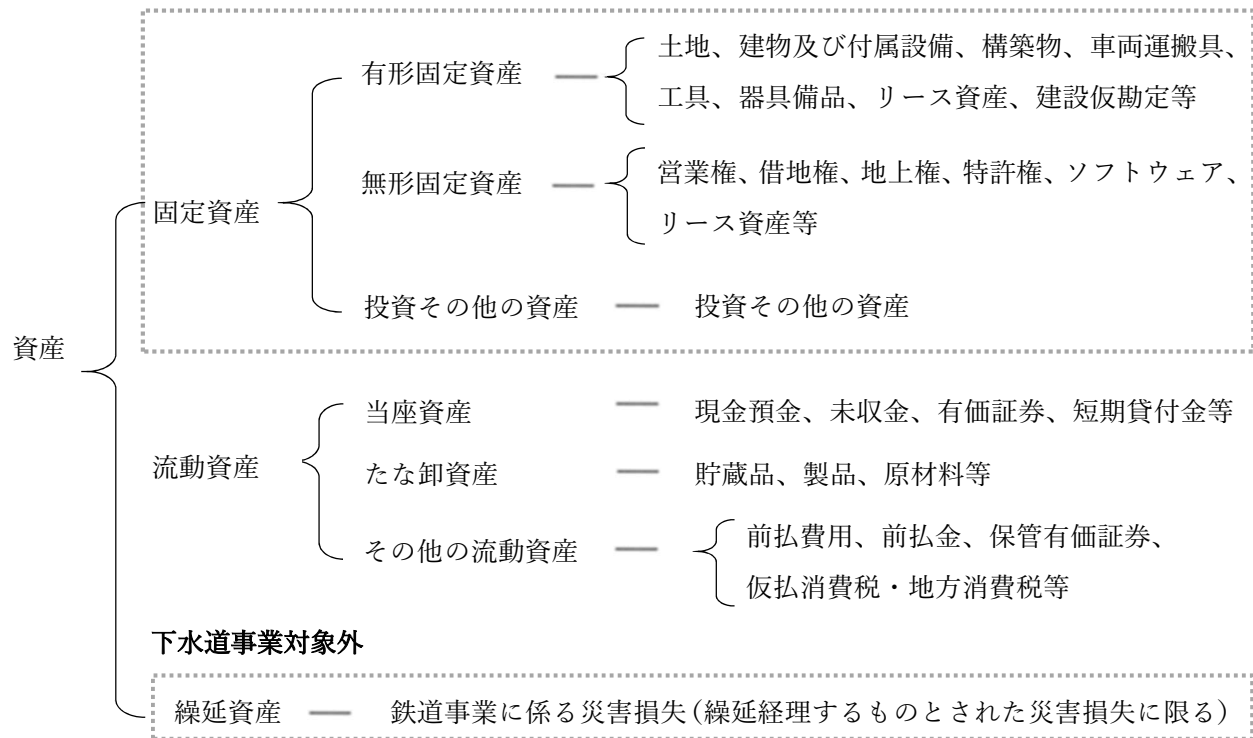 土地、建物及び付属設備、構築物、車両運搬具、
有形固定資産
工具、器具備品、リース資産、建設仮勘定等
営業権、借地権、地上権、特許権、ソフトウェア、
無形固定資産
固定資産
リース資産等
投資その他の資産 投資その他の資産
資産
当座資産 現金預金、未収金、有価証券、短期貸付金等
流動資産
たな卸資産 貯蔵品、製品、原材料等
その他の流動資産
前払費用、前払金、保管有価証券、
仮払消費税・地方消費税等
下水道事業対象外
繰延資産 鉄道事業に係る災害損失(繰延経理するものとされた災害損失に限る)